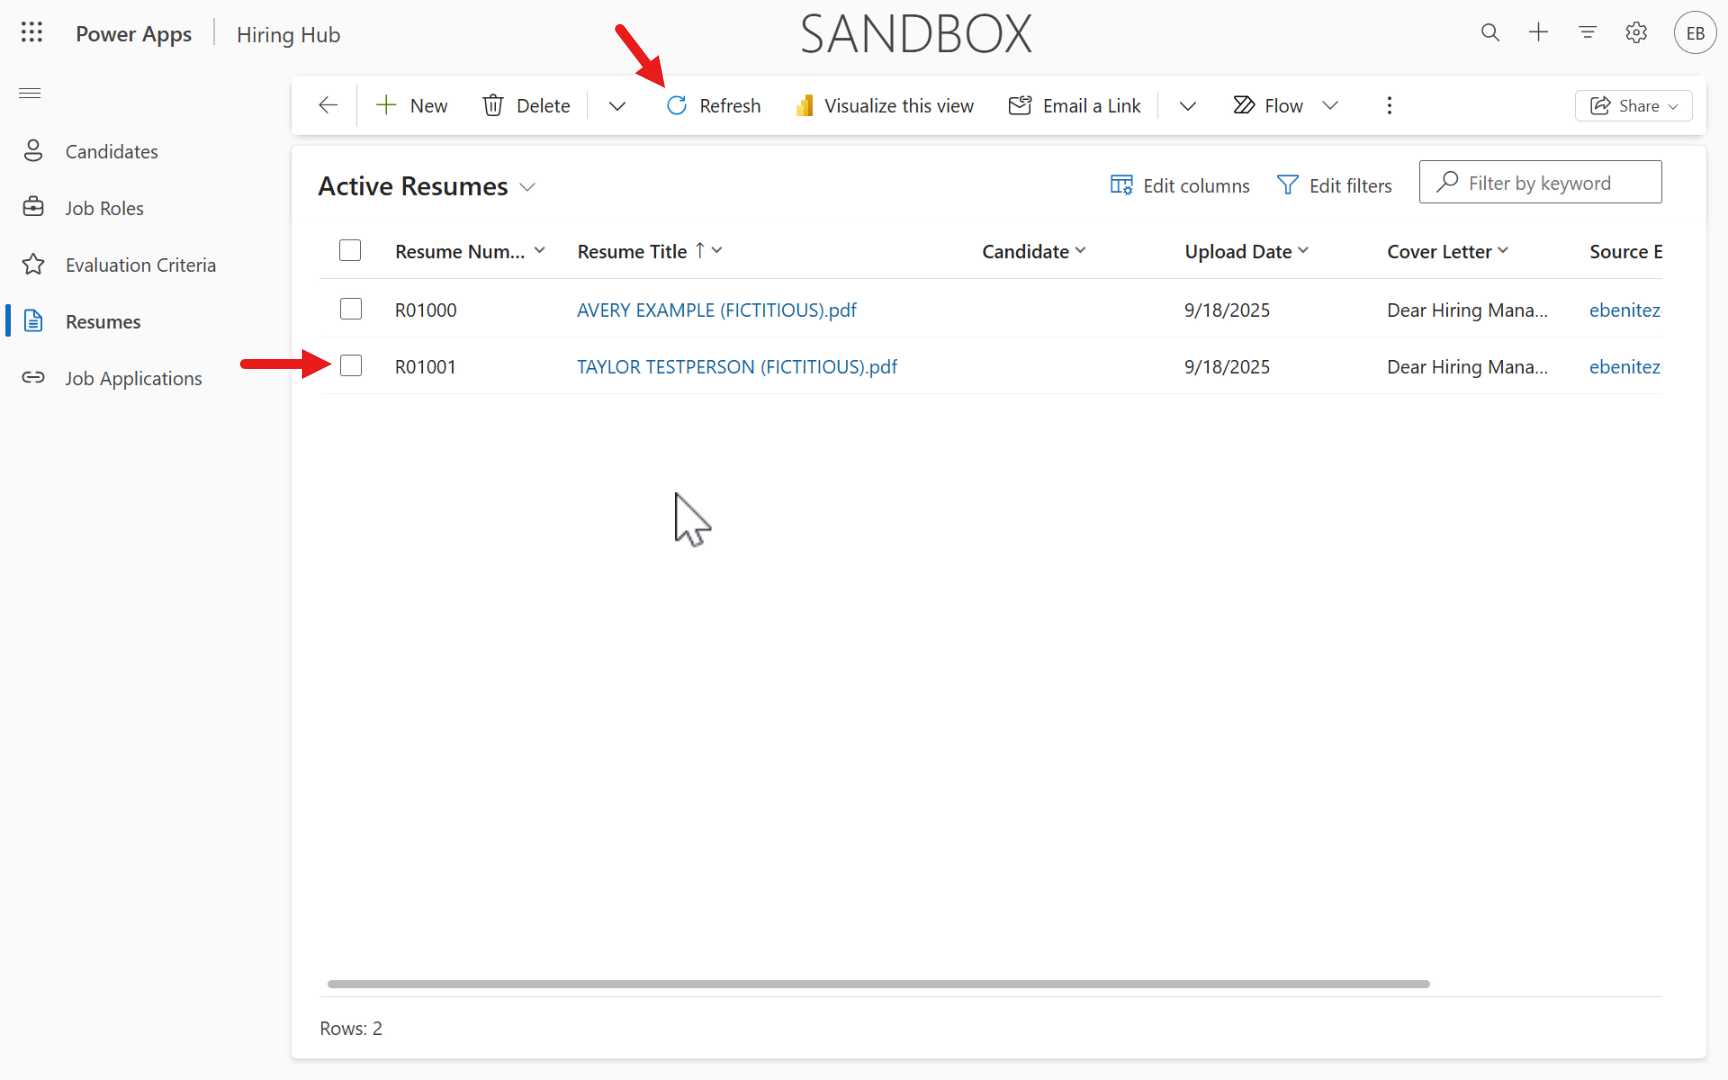 Power Apps Hiring Hub SANDBOX EB
New Delete Refresh Visualize this view Email a Link Flow Share
Candidates
Job Roles
Evaluation Criteria
Resumes
Job Applications
Active Resumes Edit columns Edit filters Filter by keyword
Resume Num... Resume Title Candidate Upload Date Cover Letter Source E
R01000 AVERY EXAMPLE (FICTITIOUS).pdf 9/18/2025 Dear Hiring Mana... ebenitez
R01001 TAYLOR TESTPERSON (FICTITIOUS).pdf 9/18/2025 Dear Hiring Mana... ebenitez
Rows: 2